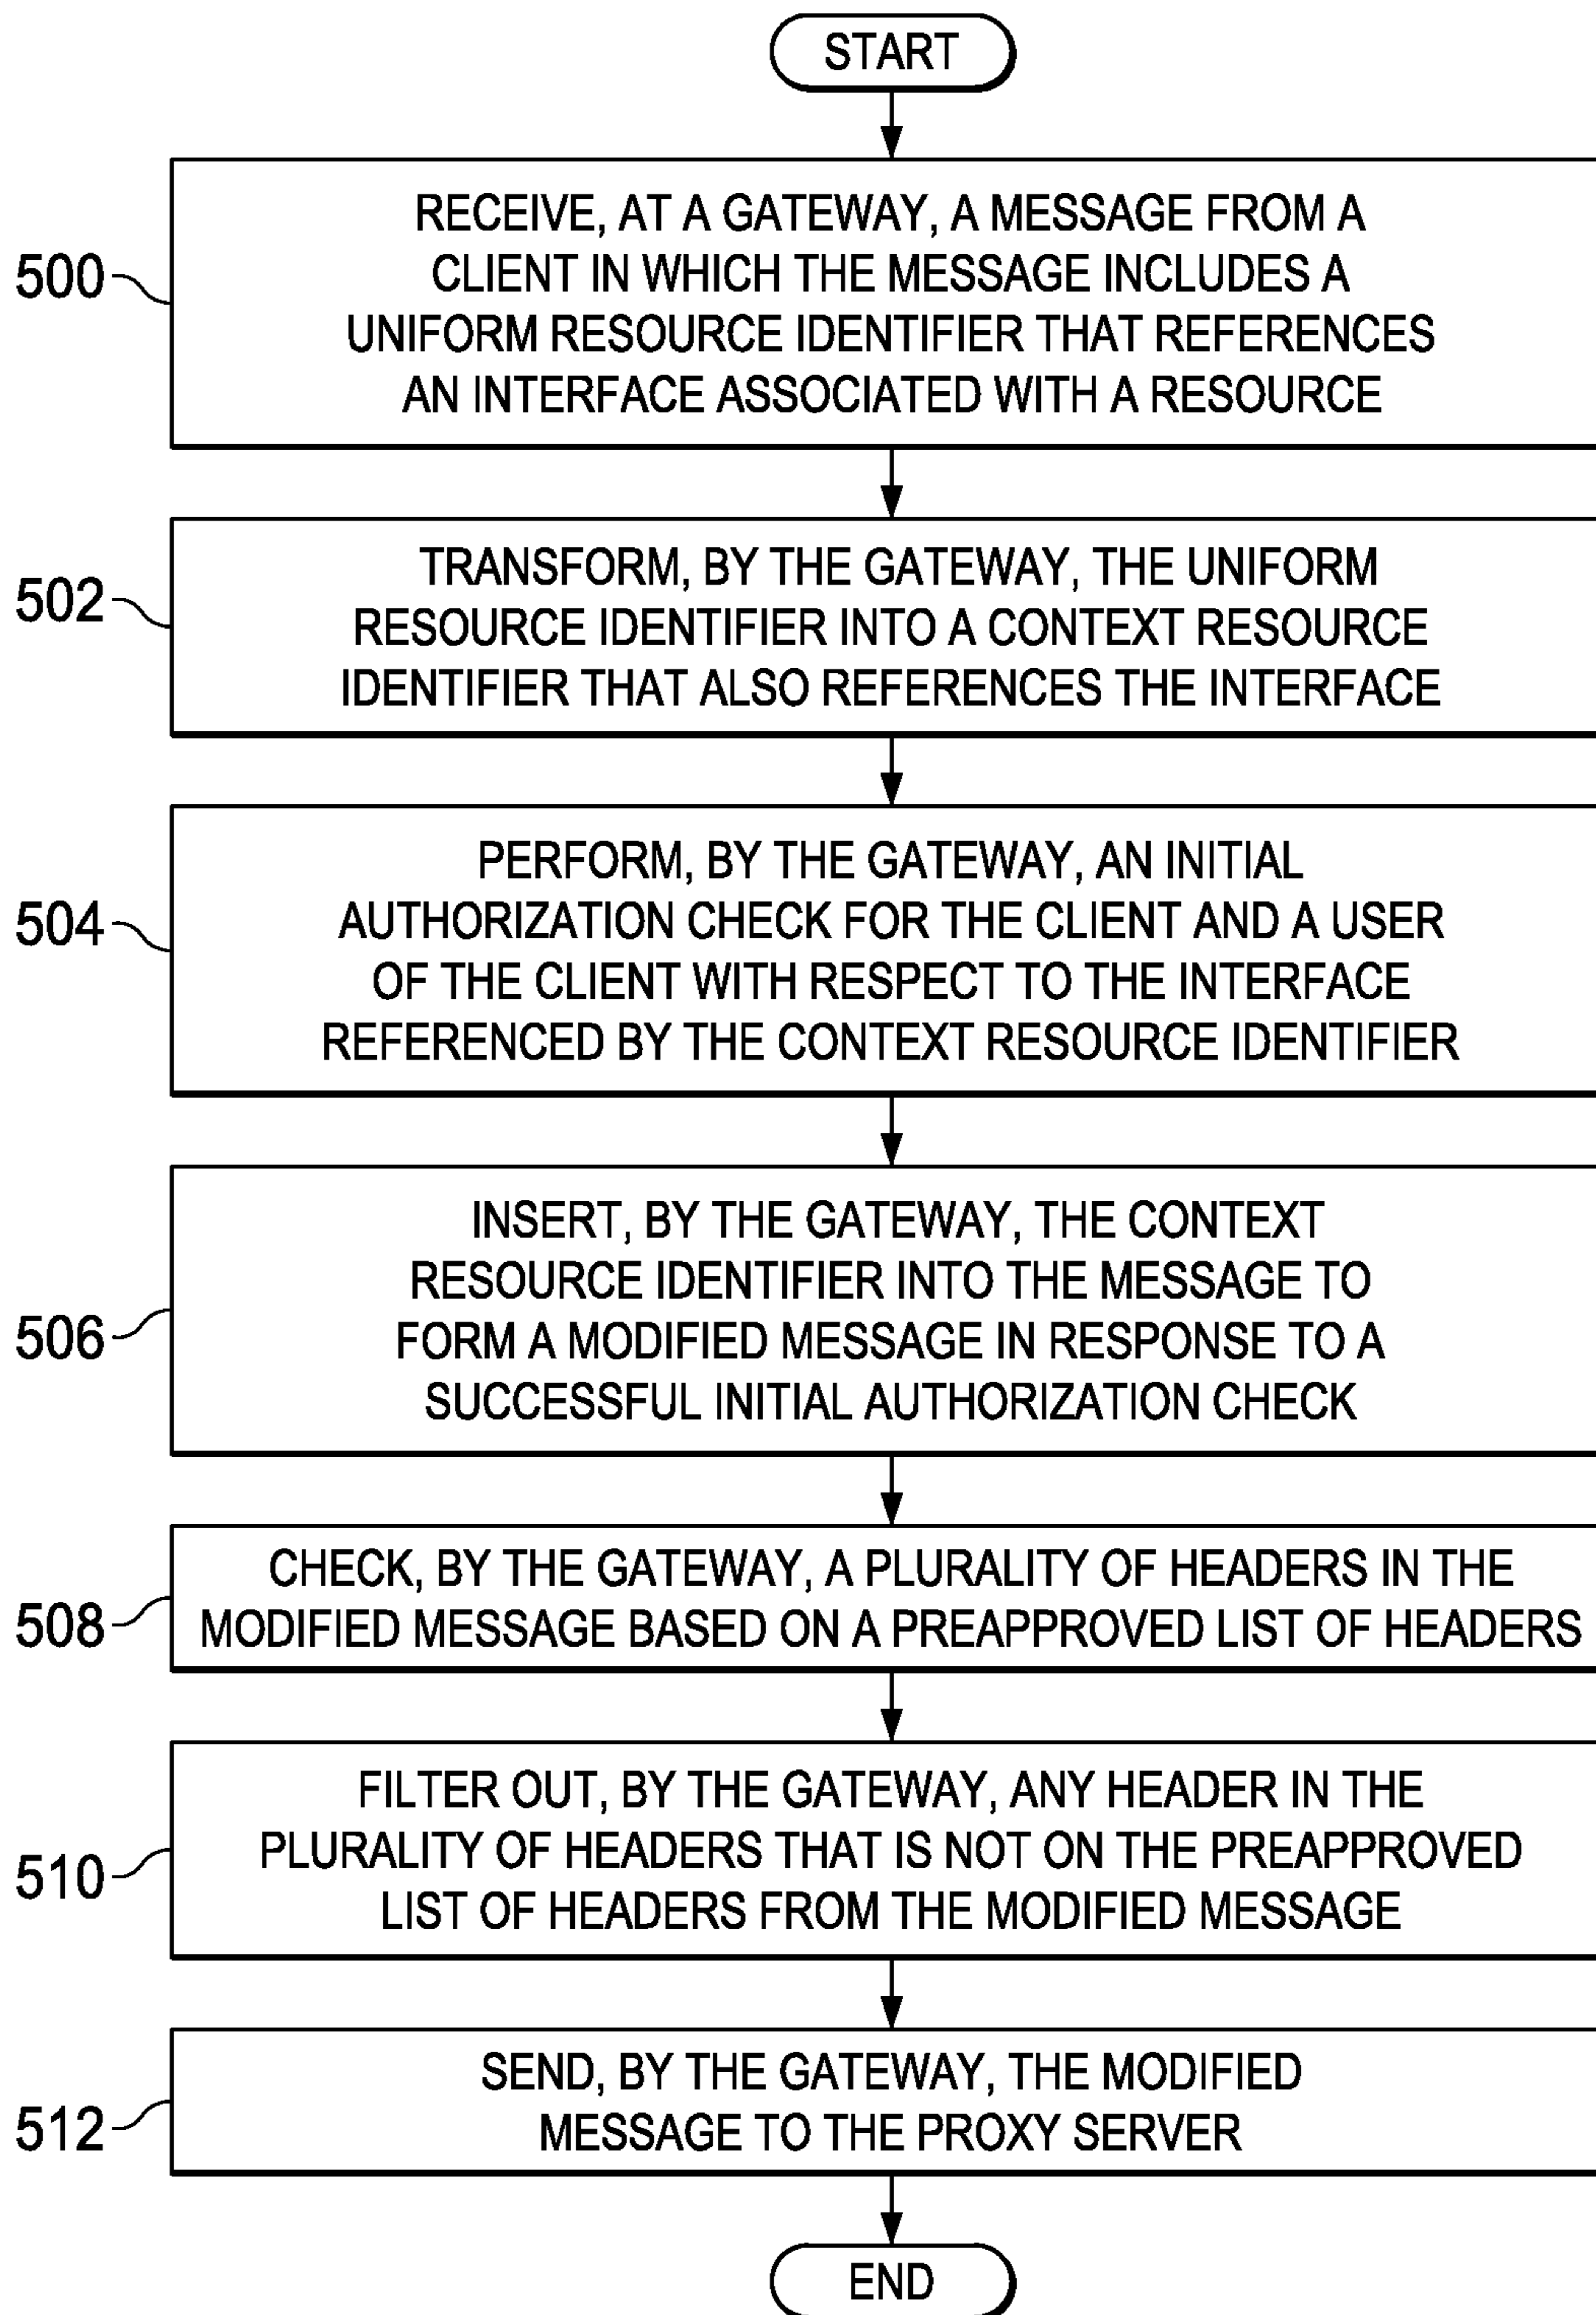 START
500
RECEIVE, AT A GATEWAY, A MESSAGE FROM A
CLIENT IN WHICH THE MESSAGE INCLUDES A
UNIFORM RESOURCE IDENTIFIER THAT REFERENCES
AN INTERFACE ASSOCIATED WITH A RESOURCE
502
TRANSFORM, BY THE GATEWAY, THE UNIFORM
RESOURCE IDENTIFIER INTO A CONTEXT RESOURCE
IDENTIFIER THAT ALSO REFERENCES THE INTERFACE
504
PERFORM, BY THE GATEWAY, AN INITIAL
AUTHORIZATION CHECK FOR THE CLIENT AND A USER
OF THE CLIENT WITH RESPECT TO THE INTERFACE
REFERENCED BY THE CONTEXT RESOURCE IDENTIFIER
506
INSERT, BY THE GATEWAY, THE CONTEXT
RESOURCE IDENTIFIER INTO THE MESSAGE TO
FORM A MODIFIED MESSAGE IN RESPONSE TO A
SUCCESSFUL INITIAL AUTHORIZATION CHECK
508
CHECK, BY THE GATEWAY, A PLURALITY OF HEADERS IN THE
MODIFIED MESSAGE BASED ON A PREAPPROVED LIST OF HEADERS
510
FILTER OUT, BY THE GATEWAY, ANY HEADER IN THE
PLURALITY OF HEADERS THAT IS NOT ON THE PREAPPROVED
LIST OF HEADERS FROM THE MODIFIED MESSAGE
512
SEND, BY THE GATEWAY, THE MODIFIED
MESSAGE TO THE PROXY SERVER
END